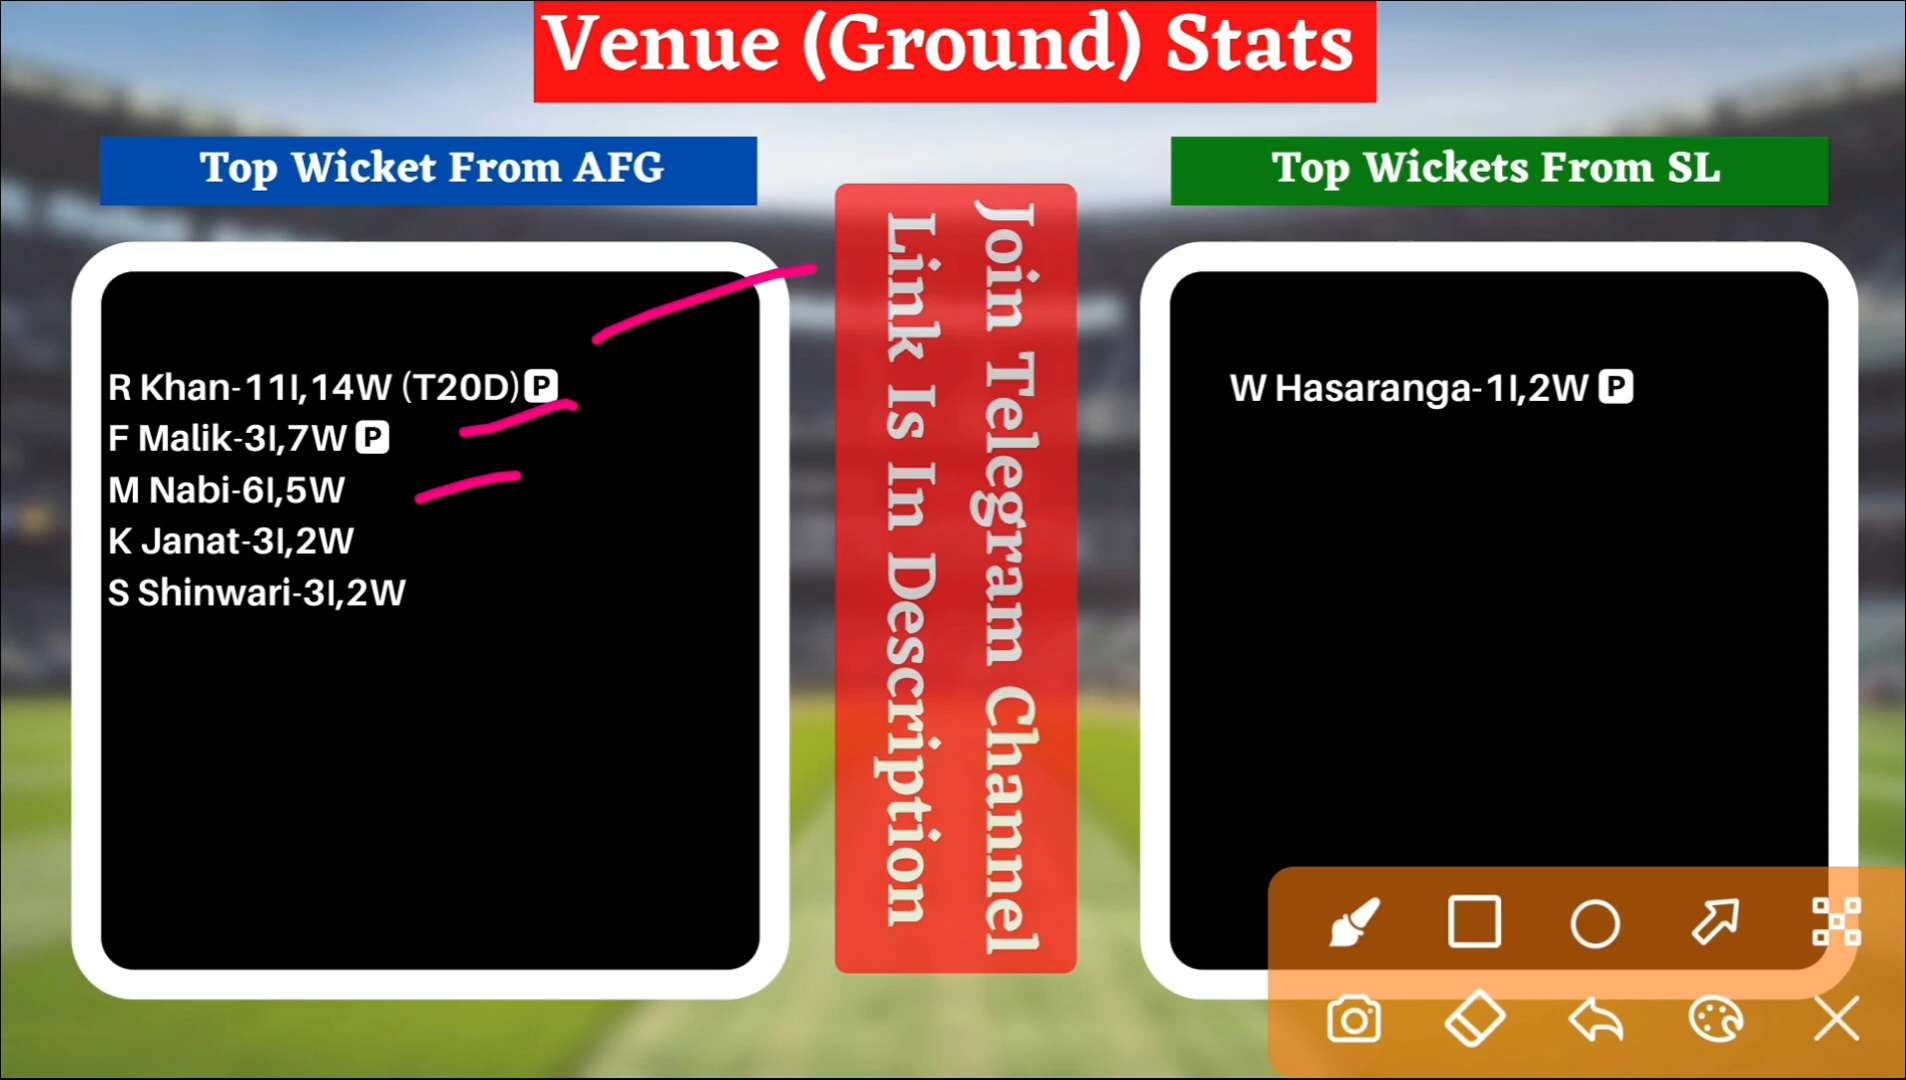 Venue (Ground) Stats
Top Wicket From AFG
R Khan-11I,14W (T20D) P
F Malik-3I,7W P
M Nabi-6I,5W
K Janat-3I,2W
S Shinwari-3I,2W
Join Telegram Channel
Link Is In Description
Top Wickets From SL
W Hasaranga-1I,2W P